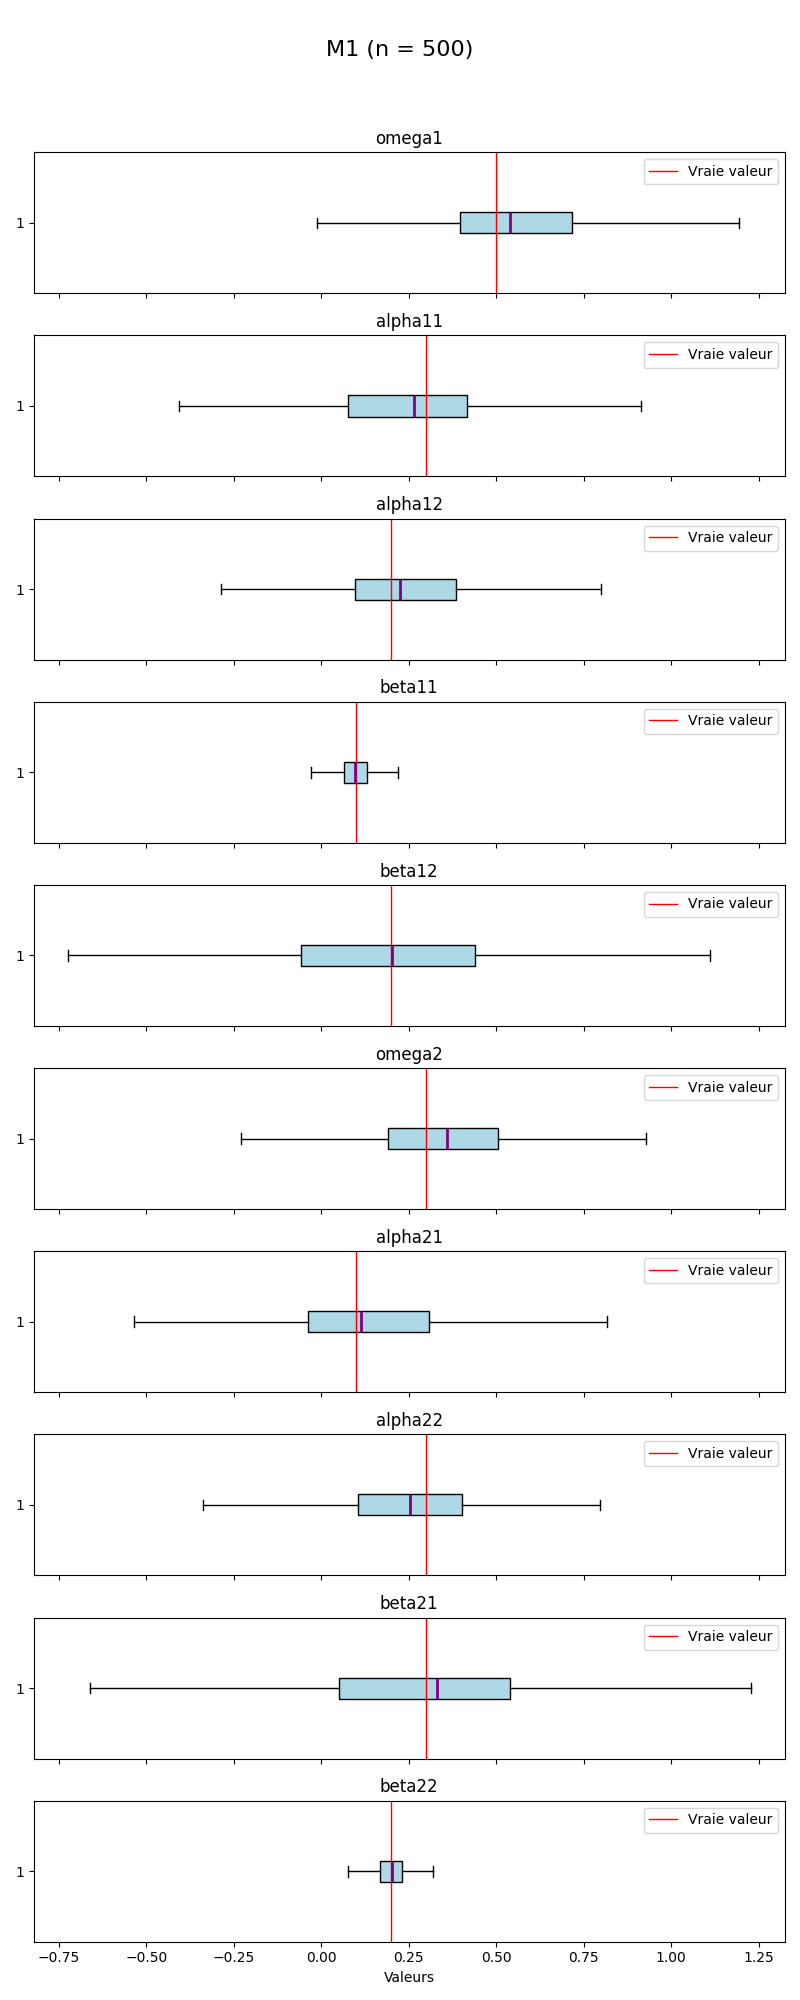 M1 (n = 500)
omega1
Vraie valeur
1
alpha11
Vraie valeur
1
alpha12
Vraie valeur
1
beta11
Vraie valeur
1
beta12
Vraie valeur
1
omega2
Vraie valeur
1
alpha21
Vraie valeur
1
alpha22
Vraie valeur
1
beta21
Vraie valeur
1
beta22
Vraie valeur
1
−0.75 −0.50 −0.25 0.00 0.25 0.50 0.75 1.00 1.25
Valeurs